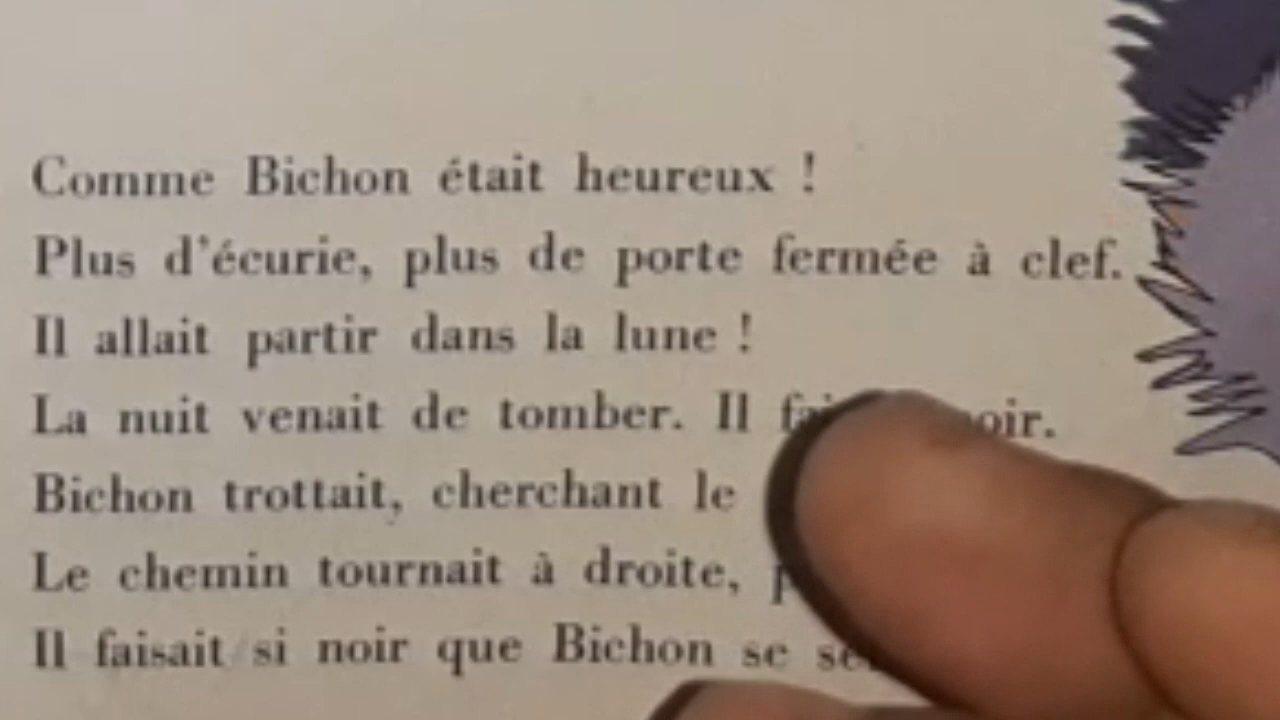 Comme Bichon était heureux !
Plus d'écurie, plus de porte fermée à clef.
Il allait partir dans la lune !
La nuit venait de tomber. Il
Bichon trottait, cherchant le
Le chemin tournait à droite,
Il faisait si noir que Bichon se